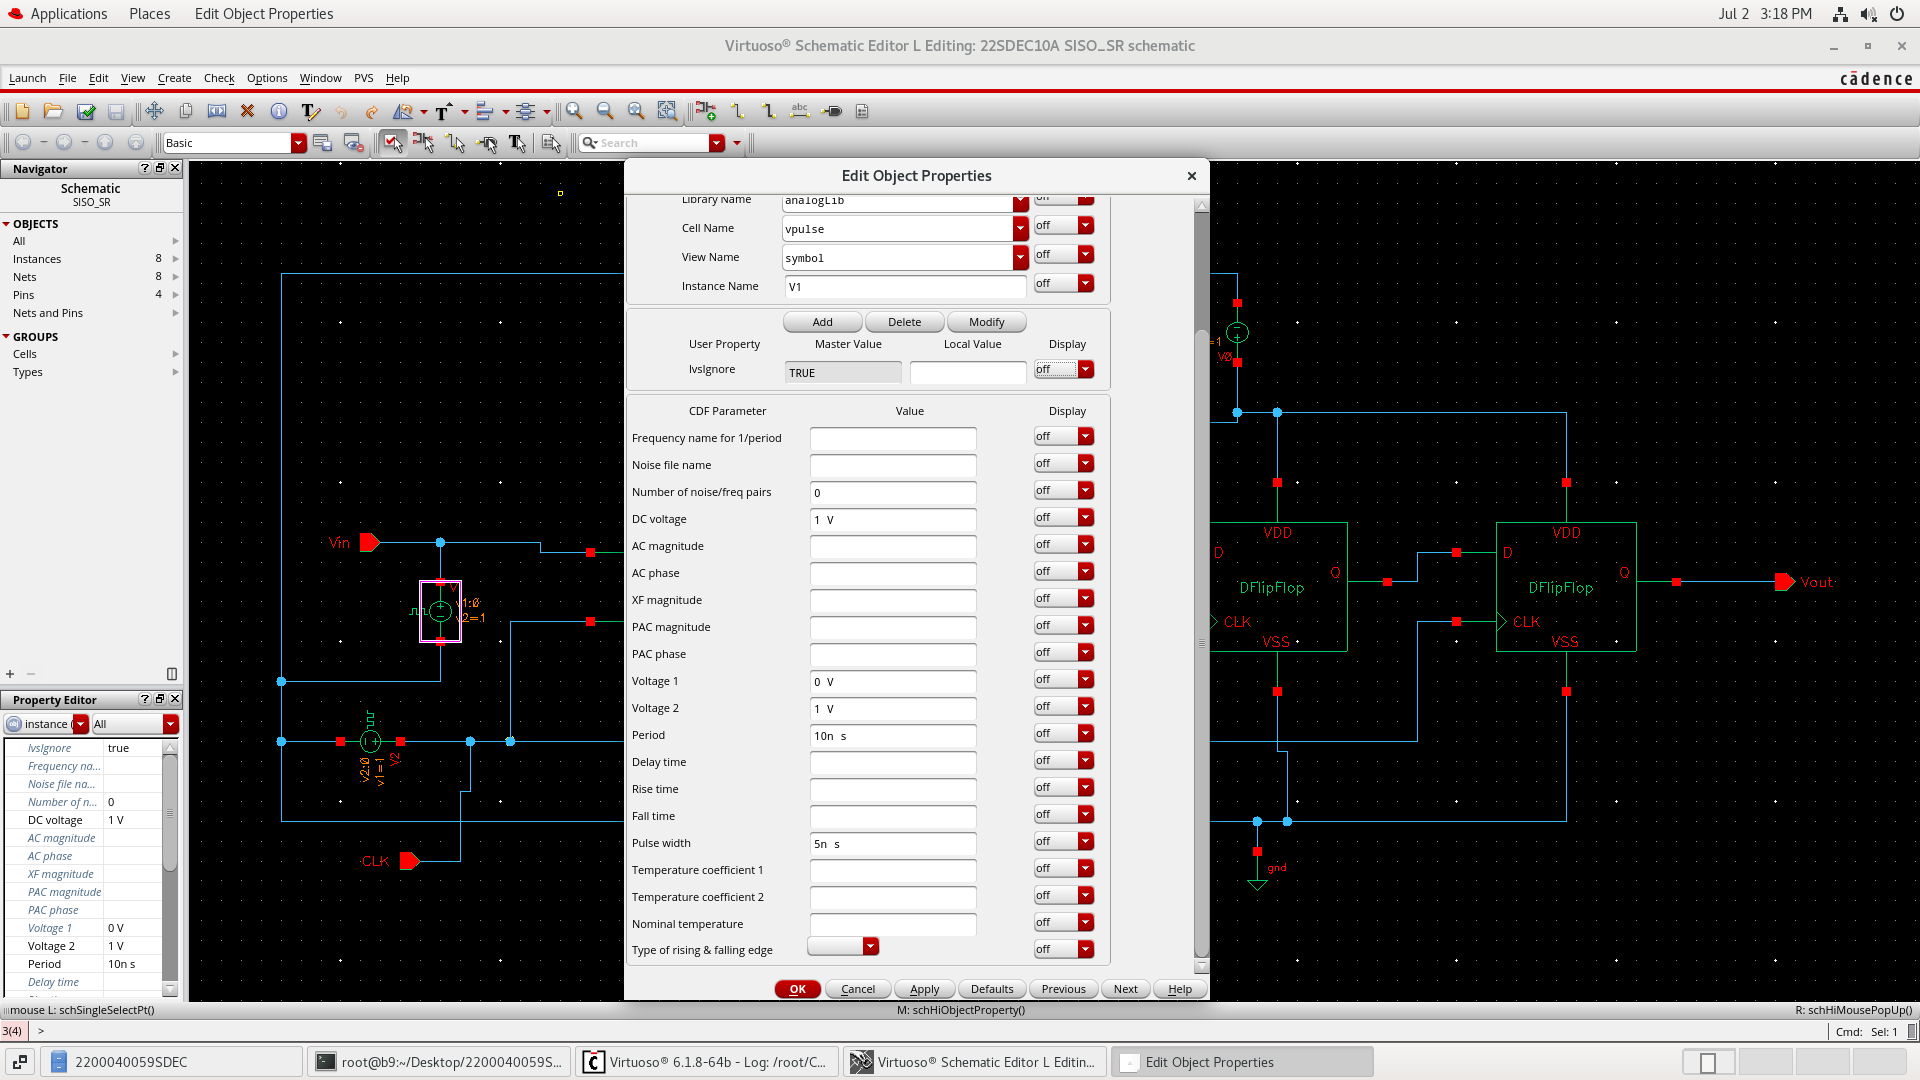 Applications Places Edit Object Properties Jul 2 3:18 PM
Virtuoso® Schematic Editor L Editing: 22SDEC10A SISO_SR schematic
Launch File Edit View Create Check Options Window PVS Help cādence
abc
Basic Search
Navigator
Schematic
SISO_SR
OBJECTS
All
Instances 8
Nets 8
Pins 4
Nets and Pins
GROUPS
Cells
Types
Property Editor
instance ( All
lvsIgnore true
Frequency na...
Noise file na...
Number of n... 0
DC voltage 1 V
AC magnitude
AC phase
XF magnitude
PAC magnitude
PAC phase
Voltage 1 0 V
Voltage 2 1 V
Period 10n s
Delay time
Vin
v2=1
v2:0
v1=1
V2
CLK
Edit Object Properties
Library Name analogLib off
Cell Name vpulse off
View Name symbol off
Instance Name V1 off
Add Delete Modify
User Property Master Value Local Value Display
lvsIgnore TRUE off
CDF Parameter Value Display
Frequency name for 1/period off
Noise file name off
Number of noise/freq pairs 0 off
DC voltage 1 V off
AC magnitude off
AC phase off
XF magnitude off
PAC magnitude off
PAC phase off
Voltage 1 0 V off
Voltage 2 1 V off
Period 10n s off
Delay time off
Rise time off
Fall time off
Pulse width 5n s off
Temperature coefficient 1 off
Temperature coefficient 2 off
Nominal temperature off
Type of rising & falling edge off
OK Cancel Apply Defaults Previous Next Help
=1
V0
VDD
D
Q
DFlipFlop
CLK
VSS
VDD
D
Q
DFlipFlop
CLK
VSS
Vout
gnd
mouse L: schSingleSelectPt() M: schHiObjectProperty() R: schHiMousePopUp()
3(4) > Cmd: Sel: 1
2200040059SDEC root@b9:~/Desktop/2200040059S... Virtuoso® 6.1.8-64b - Log: /root/C... Virtuoso® Schematic Editor L Editin... Edit Object Properties